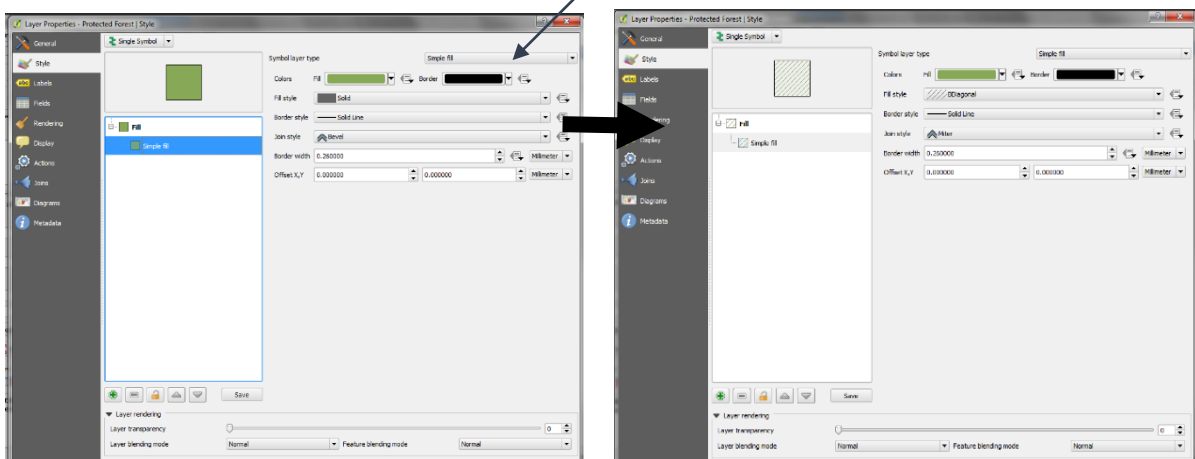 Layer Properties - Protected Forest | Style
General
Style
Labels
Fields
Rendering
Display
Actions
Joins
Diagrams
Metadata
Single Symbol
Fill
Simple fill
Save
Symbol layer type Simple fill
Colors Fill Border
Fill style Solid
Border style Solid Line
Join style Bevel
Border width 0.260000 Milimeter
Offset X,Y 0.000000 0.000000 Milimeter
Layer rendering
Layer transparency 0
Layer blending mode Normal Feature blending mode Normal
Layer Properties - Protected Forest | Style
General
Style
Labels
Fields
Display
Actions
Joins
Diagrams
Metadata
Single Symbol
Fill
Simple fill
Save
Symbol layer type Simple fill
Colors Fill Border
Fill style BDiagonal
Border style Solid Line
Join style Miter
Border width 0.260000 Milimeter
Offset X,Y 0.000000 0.000000 Milimeter
Layer rendering
Layer transparency 0
Layer blending mode Normal Feature blending mode Normal